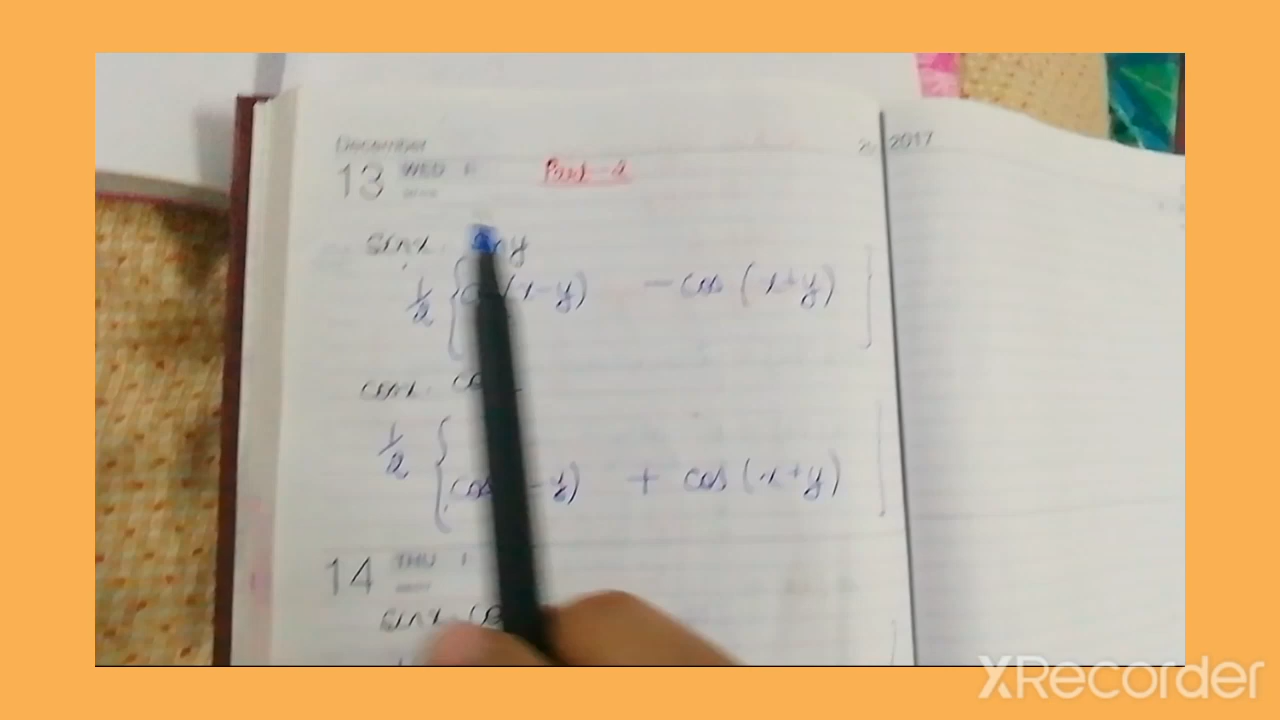 DECEMBER 2017
13 WED Part-2
sinx. siny
1/2 { cos(x-y) - cos(x+y) ]
cosx. cos
1/2 { cos -y) + cos(x+y) ]
14 THU
sinx.
XRecorder